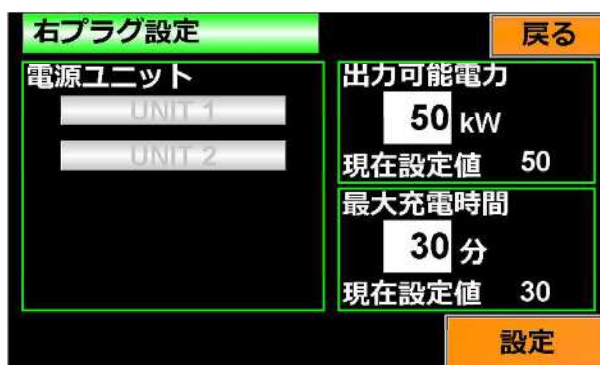 右プラグ設定
戻る
電源ユニット
UNIT 1
UNIT 2
出力可能電力
50 kW
現在設定値 50
最大充電時間
30 分
現在設定値 30
設定